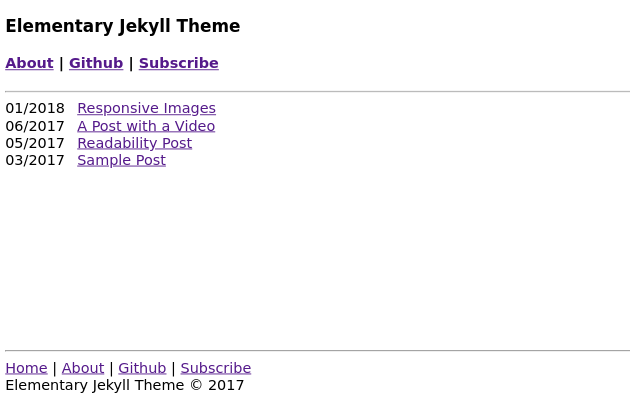 Elementary Jekyll Theme
About | Github | Subscribe
01/2018 Responsive Images
06/2017 A Post with a Video
05/2017 Readability Post
03/2017 Sample Post
Home | About | Github | Subscribe
Elementary Jekyll Theme © 2017